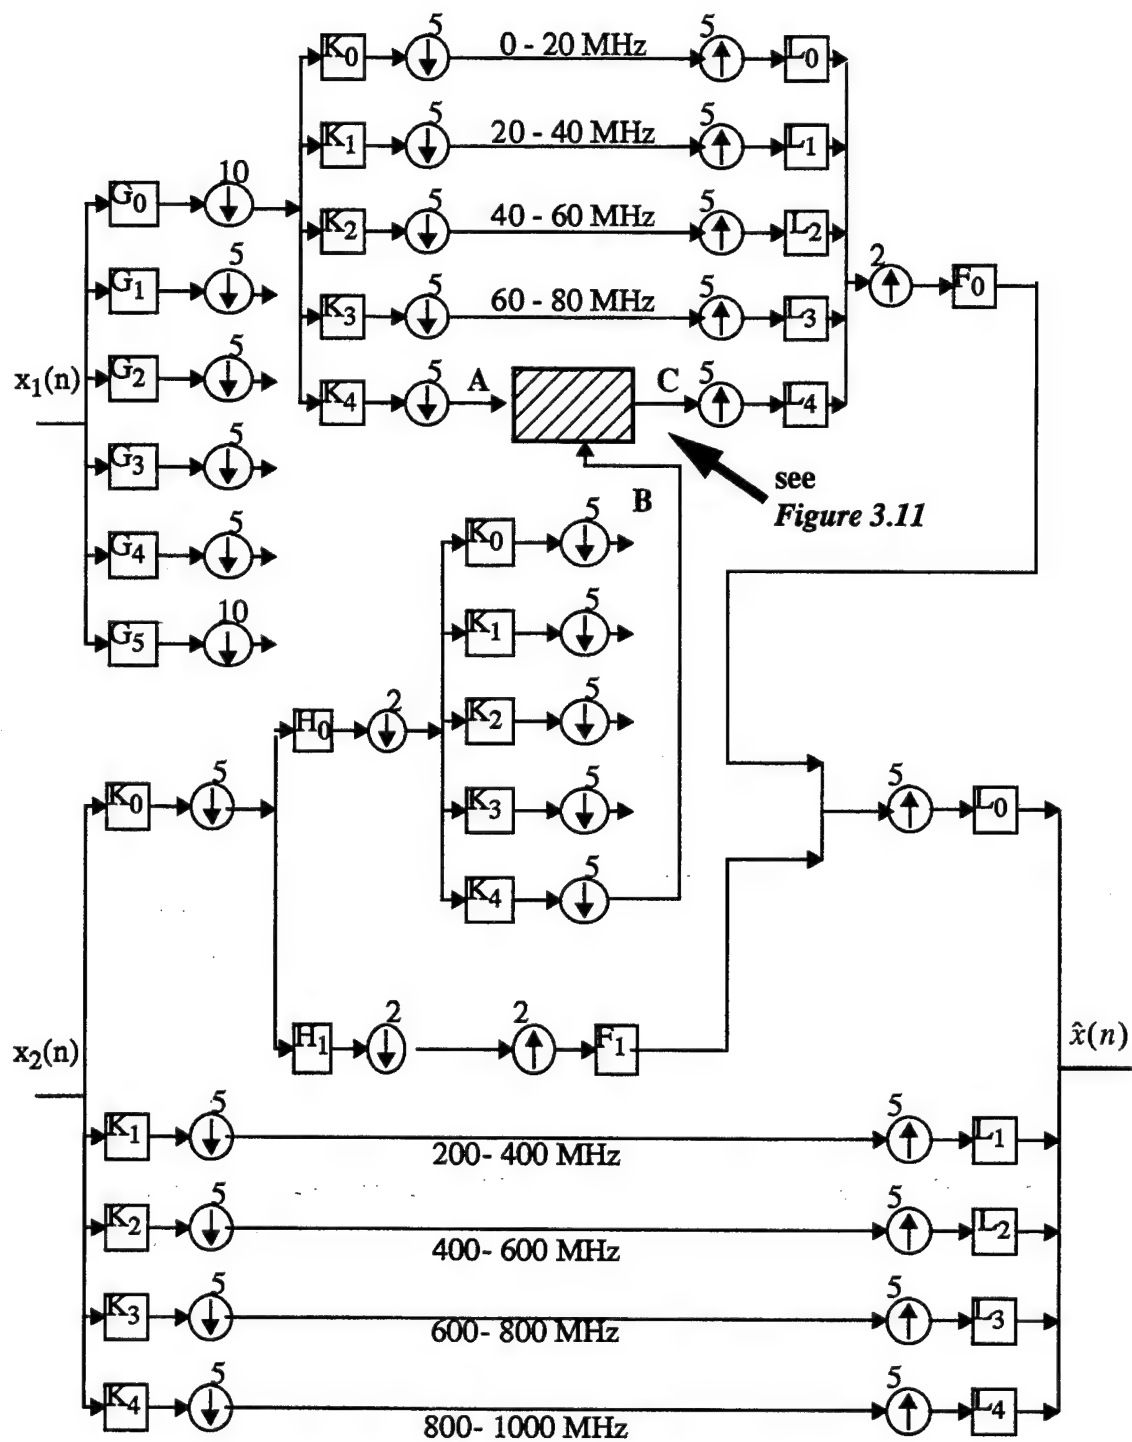 K0 5 0 - 20 MHz 5 L0
K1 5 20 - 40 MHz 5 L1
G0 10 K2 5 40 - 60 MHz 5 L2
G1 5 K3 5 60 - 80 MHz 5 L3 2 F0
x1(n) G2 5 K4 5 A C 5 L4
G3 5
see
Figure 3.11
B
G4 5 K0 5
G5 10 K1 5
H0 2 K2 5
K0 5 K3 5 5 L0
K4 5
x2(n) H1 2 2 F1 x̂(n)
K1 5 200- 400 MHz 5 L1
K2 5 400- 600 MHz 5 L2
K3 5 600- 800 MHz 5 L3
K4 5 800- 1000 MHz 5 L4